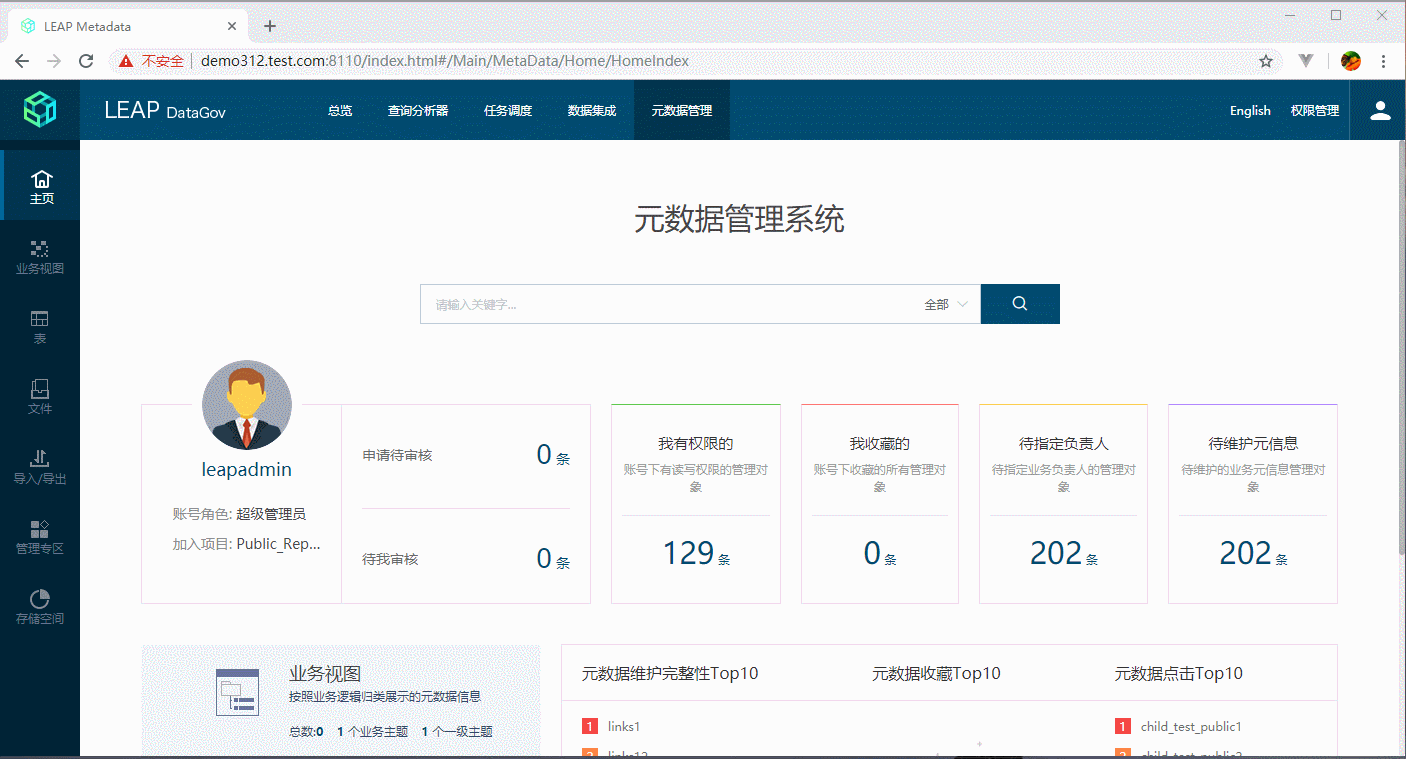 LEAP Metadata
不安全 demo312.test.com:8110/index.html#/Main/MetaData/Home/HomeIndex
LEAP DataGov 总览 查询分析器 任务调度 数据集成 元数据管理 English 权限管理
主页
业务视图
表
文件
导入/导出
管理专区
存储空间
元数据管理系统
请输入关键字... 全部
leapadmin
账号角色: 超级管理员
加入项目: Public_Rep...
申请待审核 0 条
待我审核 0 条
我有权限的
账号下有读写权限的管理对
象
129 条
我收藏的
账号下收藏的所有管理对
象
0 条
待指定负责人
待指定业务负责人的管理对
象
202 条
待维护元信息
待维护的业务元信息管理对
象
202 条
业务视图
按照业务逻辑归类展示的元数据信息
总数:0 1 个业务主题 1 个一级主题
元数据维护完整性Top10 元数据收藏Top10 元数据点击Top10
1 links1
1 child_test_public1